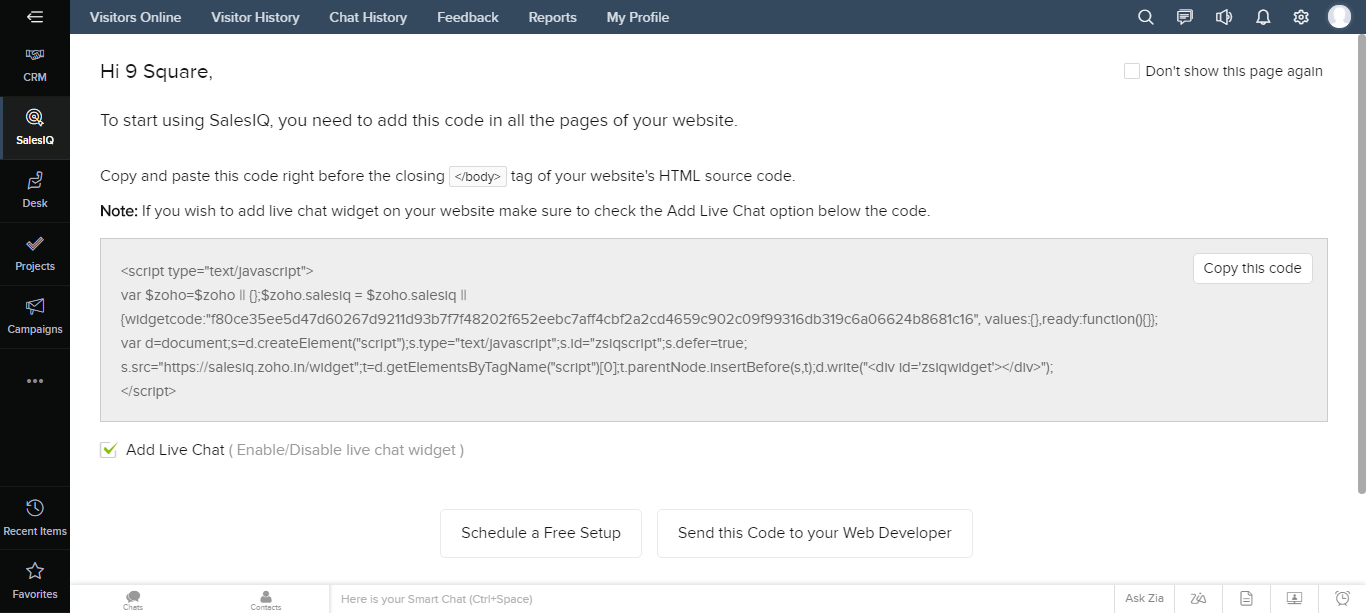 Visitors Online Visitor History Chat History Feedback Reports My Profile
CRM
SalesIQ
Desk
Projects
Campaigns
Recent Items
Favorites
Hi 9 Square,
Don't show this page again
To start using SalesIQ, you need to add this code in all the pages of your website.
Copy and paste this code right before the closing </body> tag of your website's HTML source code.
Note: If you wish to add live chat widget on your website make sure to check the Add Live Chat option below the code.
Copy this code
<script type="text/javascript">
var $zoho=$zoho || {};$zoho.salesiq = $zoho.salesiq ||
{widgetcode:"f80ce35ee5d47d60267d9211d93b7f7f48202f652eebc7aff4cbf2a2cd4659c902c09f99316db319c6a06624b8681c16", values:{},ready:function(){}};
var d=document;s=d.createElement("script");s.type="text/javascript";s.id="zsiqscript";s.defer=true;
s.src="https://salesiq.zoho.in/widget";t=d.getElementsByTagName("script")[0];t.parentNode.insertBefore(s,t);d.write("<div id='zsiqwidget'></div>");
</script>
Add Live Chat ( Enable/Disable live chat widget )
Schedule a Free Setup
Send this Code to your Web Developer
Chats
Contacts
Here is your Smart Chat (Ctrl+Space)
Ask Zia